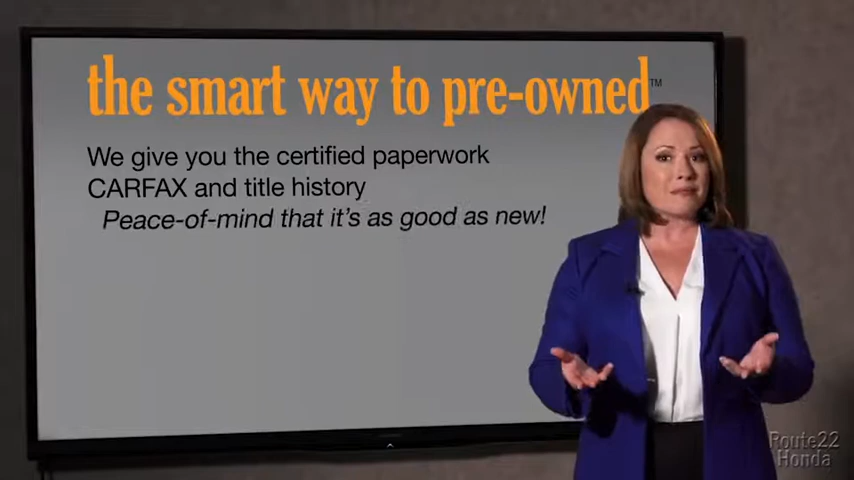 the smart way to pre-owned™
We give you the certified paperwork
CARFAX and title history
Peace-of-mind that it's as good as new!
Route22
Honda